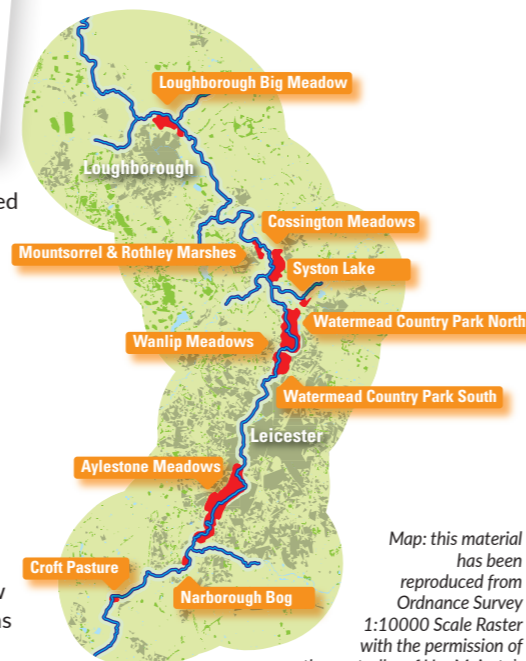 Loughborough Big Meadow
ed
Loughborough
Cossington Meadows
Mountsorrel & Rothley Marshes
Syston Lake
Watermead Country Park North
Wanlip Meadows
Watermead Country Park South
Leicester
Aylestone Meadows
Map: this material
has been
reproduced from
Ordnance Survey
1:10000 Scale Raster
with the permission of
Croft Pasture
Narborough Bog